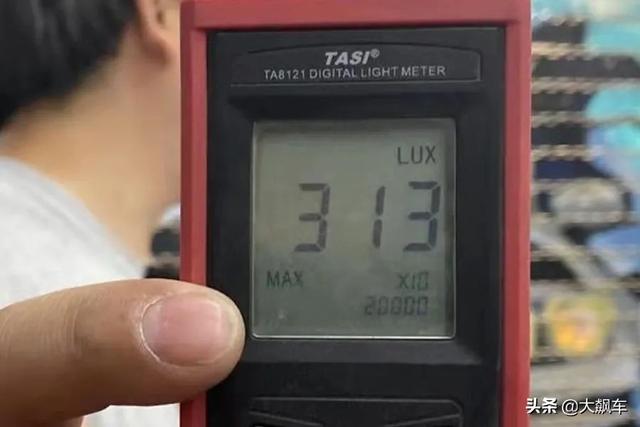 TASI®
TA8121 DIGITAL LIGHT METER
LUX
313
MAX X10
20000
头条 @大飙车